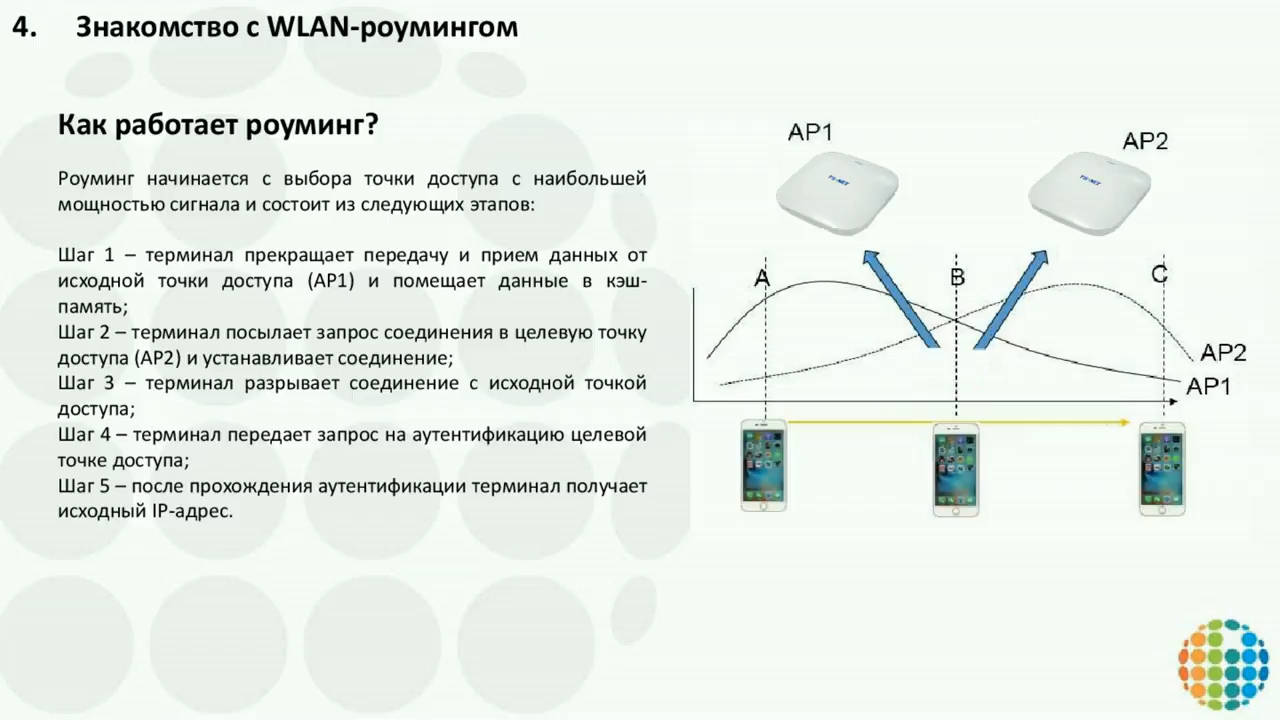 4. Знакомство с WLAN-роумингом
Как работает роуминг?
Роуминг начинается с выбора точки доступа с наибольшей
мощностью сигнала и состоит из следующих этапов:
Шаг 1 – терминал прекращает передачу и прием данных от
исходной точки доступа (AP1) и помещает данные в кэш-
память;
Шаг 2 – терминал посылает запрос соединения в целевую точку
доступа (AP2) и устанавливает соединение;
Шаг 3 – терминал разрывает соединение с исходной точкой
доступа;
Шаг 4 – терминал передает запрос на аутентификацию целевой
точке доступа;
Шаг 5 – после прохождения аутентификации терминал получает
исходный IP-адрес.
AP1
AP2
A
B
C
AP2
AP1